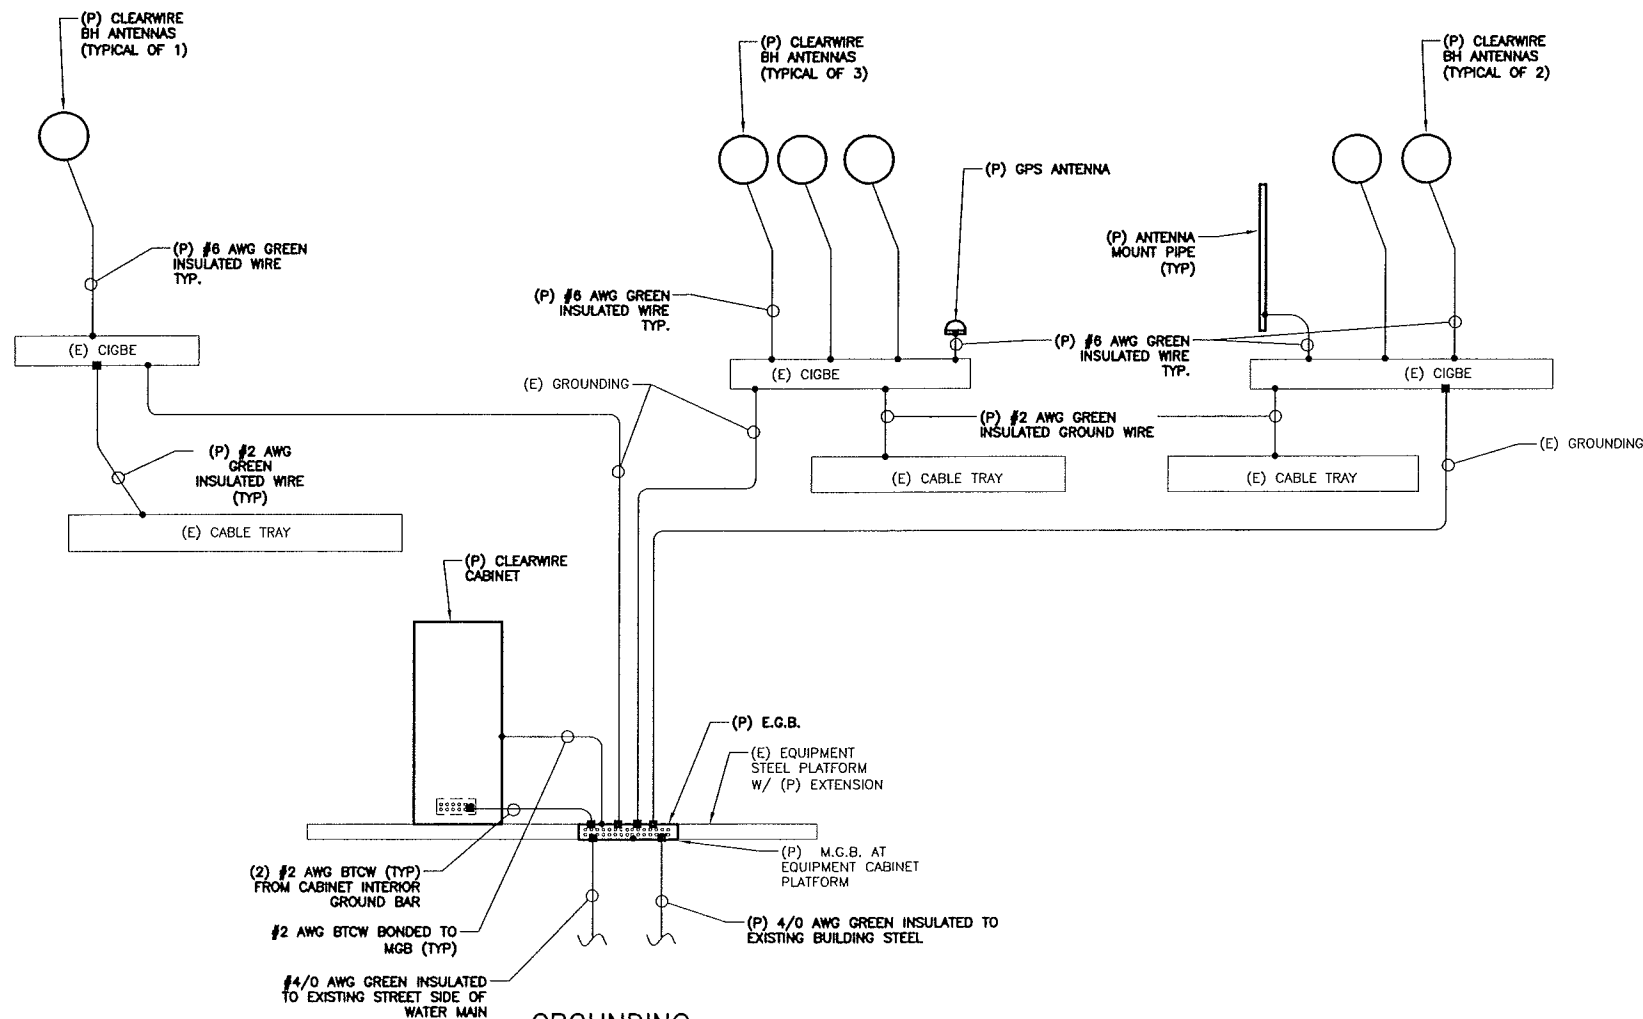 (P) CLEARWIRE
BH ANTENNAS
(TYPICAL OF 1)
(P) CLEARWIRE
BH ANTENNAS
(TYPICAL OF 3)
(P) CLEARWIRE
BH ANTENNAS
(TYPICAL OF 2)
(P) GPS ANTENNA
(P) ANTENNA
MOUNT PIPE
(TYP)
(P) #6 AWG GREEN
INSULATED WIRE
TYP.
(P) #6 AWG GREEN
INSULATED WIRE
TYP.
(P) #6 AWG GREEN
INSULATED WIRE
TYP.
(E) CIGBE
(E) CIGBE
(E) CIGBE
(E) GROUNDING
(P) #2 AWG GREEN
INSULATED GROUND WIRE
(E) GROUNDING
(P) #2 AWG
GREEN
INSULATED WIRE
(TYP)
(E) CABLE TRAY
(E) CABLE TRAY
(E) CABLE TRAY
(P) CLEARWIRE
CABINET
(P) E.G.B.
(E) EQUIPMENT
STEEL PLATFORM
W/ (P) EXTENSION
(P) M.G.B. AT
EQUIPMENT CABINET
PLATFORM
(2) #2 AWG BTCW (TYP)
FROM CABINET INTERIOR
GROUND BAR
#2 AWG BTCW BONDED TO
MGB (TYP)
(P) 4/0 AWG GREEN INSULATED TO
EXISTING BUILDING STEEL
#4/0 AWG GREEN INSULATED
TO EXISTING STREET SIDE OF
WATER MAIN
GROUNDING